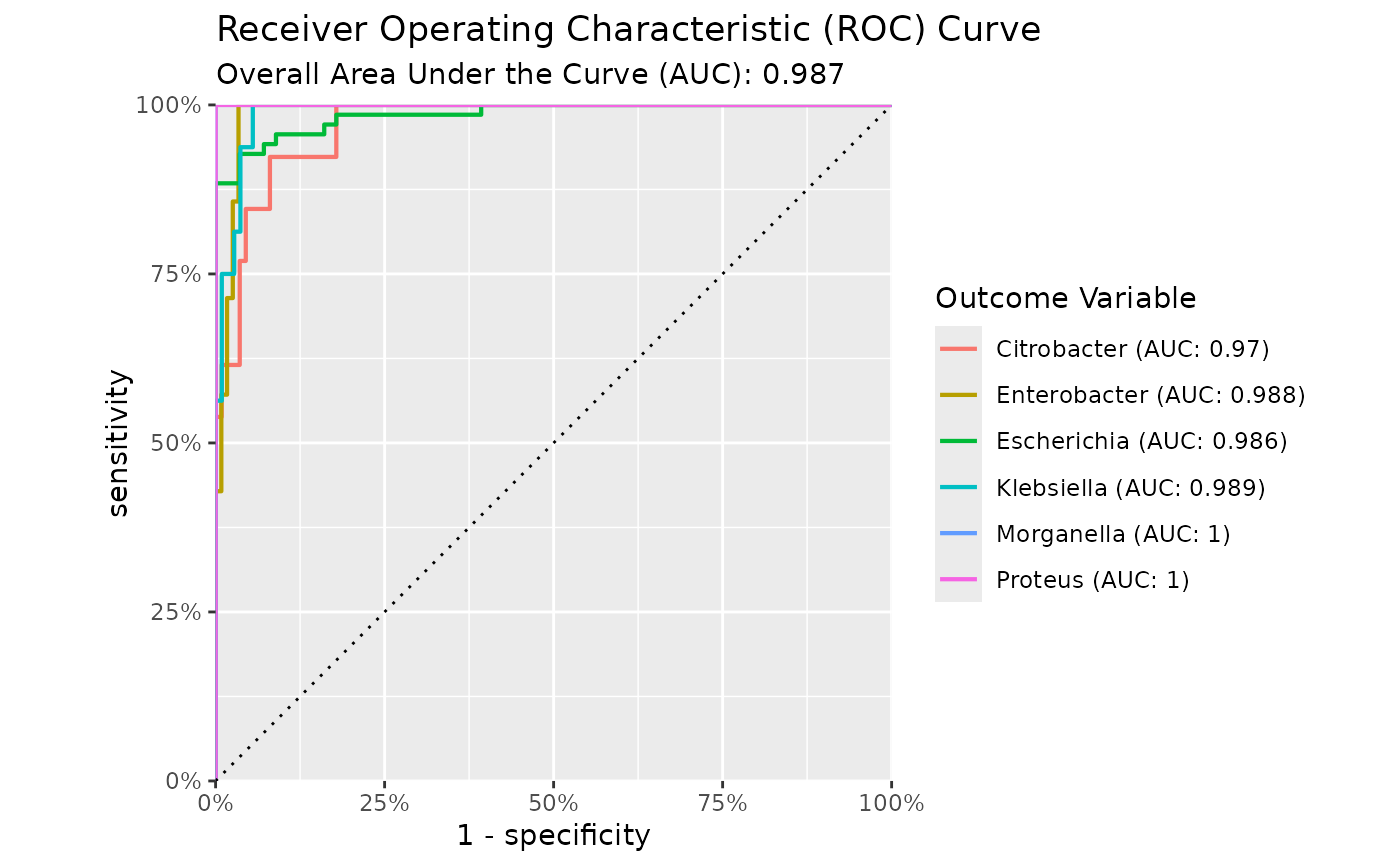 Receiver Operating Characteristic (ROC) Curve
Overall Area Under the Curve (AUC): 0.987
100%
75%
50%
25%
0%
sensitivity
0%
25%
50%
75%
100%
1 - specificity
Outcome Variable
Citrobacter (AUC: 0.97)
Enterobacter (AUC: 0.988)
Escherichia (AUC: 0.986)
Klebsiella (AUC: 0.989)
Morganella (AUC: 1)
Proteus (AUC: 1)